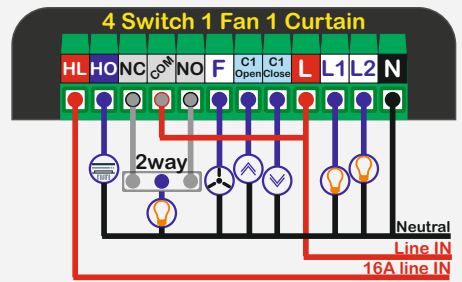 4 Switch 1 Fan 1 Curtain
HL HO NC COM NO F C1 Open C1 Close L L1 L2 N
2way
Neutral
Line IN
16A line IN